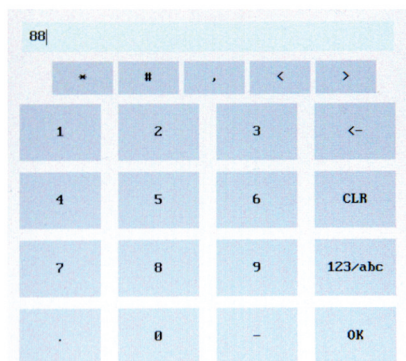 88
* # , < >
1 2 3 <-
4 5 6 CLR
7 8 9 123/abc
. 0 - OK